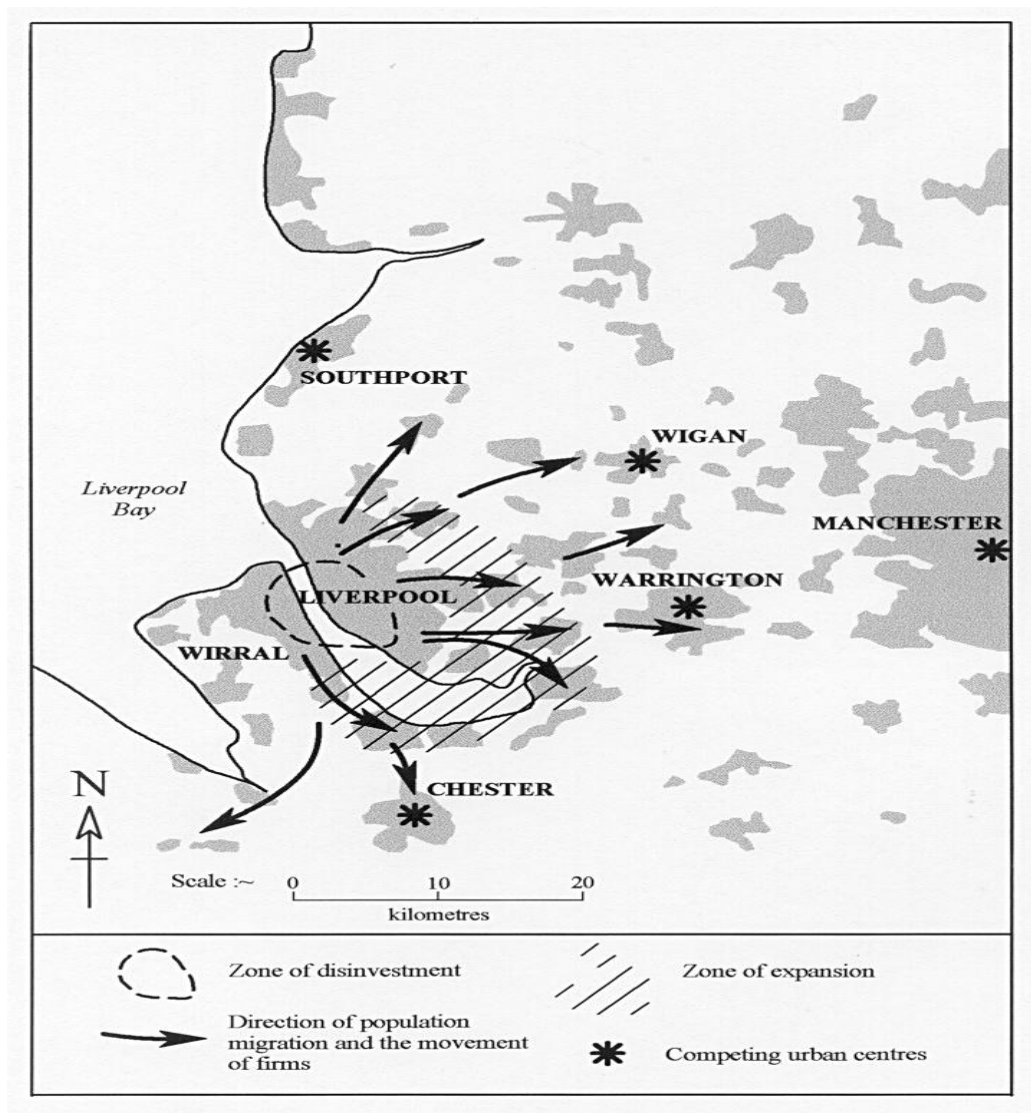 SOUTHPORT
WIGAN
Liverpool
Bay
MANCHESTER
WARRINGTON
LIVERPOOL
WIRRAL
N
CHESTER
Scale :~ 0 10 20
kilometres
Zone of disinvestment
Zone of expansion
Direction of population
migration and the movement
of firms
Competing urban centres